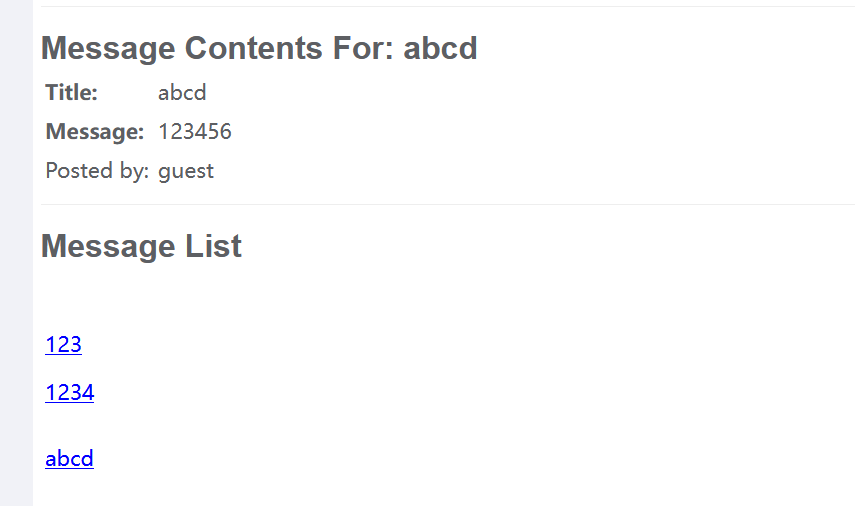 Message Contents For: abcd
Title: abcd
Message: 123456
Posted by: guest
Message List
123
1234
abcd